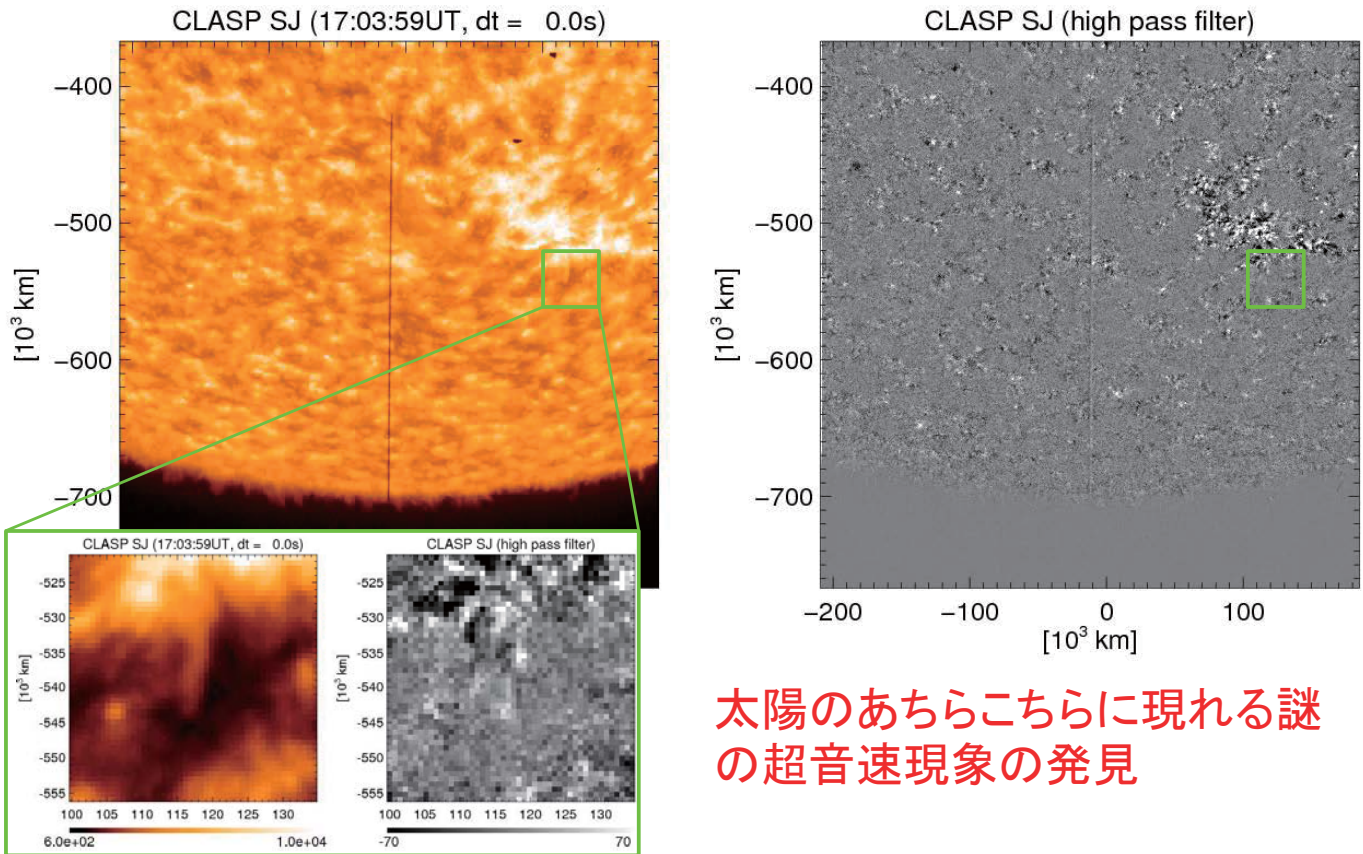 CLASP SJ (17:03:59UT, dt =   0.0s)
−400
−500
−600
−700
[10³ km]
CLASP SJ (high pass filter)
−400
−500
−600
−700
[10³ km]
−200 −100 0 100
[10³ km]
CLASP SJ (17:03:59UT, dt =   0.0s)
-525
-530
-535
-540
-545
-550
-555
[10³ km]
100 105 110 115 120 125 130
6.0e+02 1.0e+04
CLASP SJ (high pass filter)
-525
-530
-535
-540
-545
-550
-555
[10³ km]
100 105 110 115 120 125 130
-70 70
太陽のあちらこちらに現れる謎
の超音速現象の発見